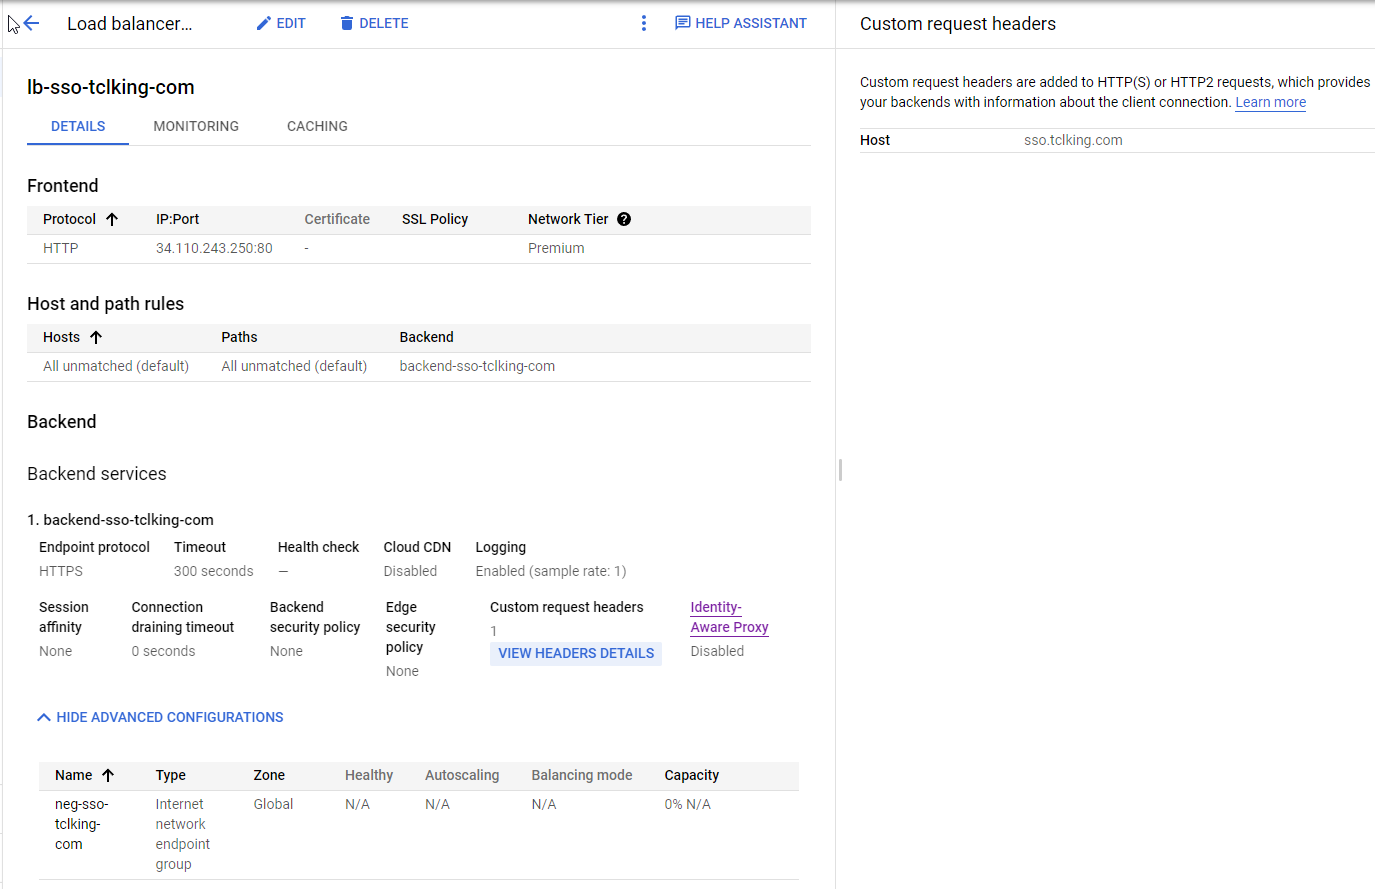 Load balancer...
EDIT
DELETE
HELP ASSISTANT
lb-sso-tclking-com
DETAILS MONITORING CACHING
Frontend
Protocol IP:Port Certificate SSL Policy Network Tier
HTTP 34.110.243.250:80 - Premium
Host and path rules
Hosts Paths Backend
All unmatched (default) All unmatched (default) backend-sso-tclking-com
Backend
Backend services
1. backend-sso-tclking-com
Endpoint protocol Timeout Health check Cloud CDN Logging
HTTPS 300 seconds — Disabled Enabled (sample rate: 1)
Session
affinity
None
Connection
draining timeout
0 seconds
Backend
security policy
None
Edge
security
policy
None
Custom request headers
1
VIEW HEADERS DETAILS
Identity-
Aware Proxy
Disabled
HIDE ADVANCED CONFIGURATIONS
Name Type Zone Healthy Autoscaling Balancing mode Capacity
neg-sso-
tclking-
com
Internet
network
endpoint
group
Global N/A N/A N/A 0% N/A
Custom request headers
Custom request headers are added to HTTP(S) or HTTP2 requests, which provides
your backends with information about the client connection. Learn more
Host sso.tclking.com